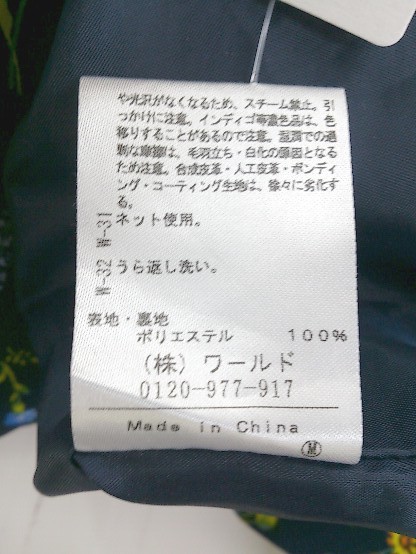 や光沢がなくなるため、スチーム禁止。引
っかけに注意。インディゴ等濃色品は、色
移りすることがあるので注意。湿潤での過
剰な摩擦は、毛羽立ち・白化の原因となる
ため注意。合成皮革・人工皮革・ボンディ
ング・コーティング生地は、徐々に劣化す
る。
W-31 ネット使用。
W-32 うら返し洗い。
表地・裏地
ポリエステル 100%
(株) ワールド
0120-977-917
Made in China
M